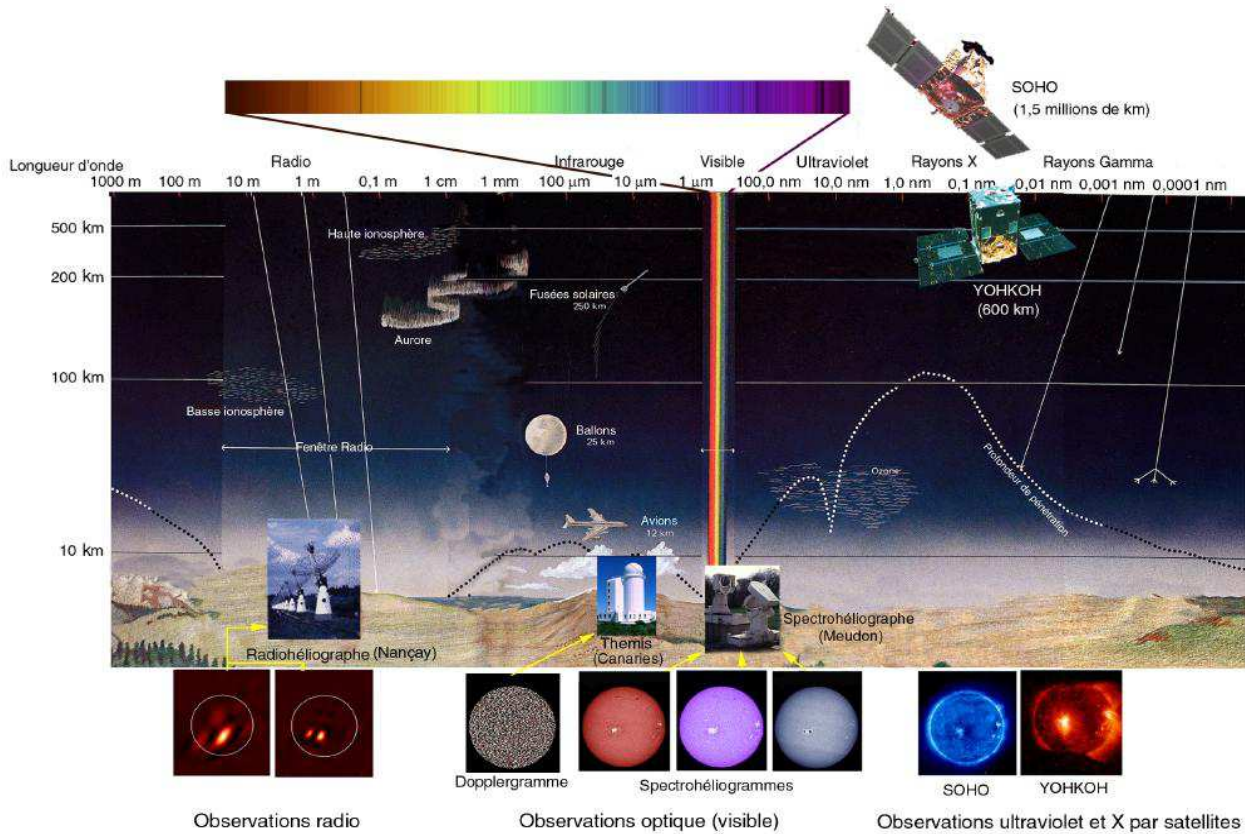 SOHO
(1,5 millions de km)
Longueur d'onde
Radio
Infrarouge
Visible
Ultraviolet
Rayons X
Rayons Gamma
1000 m
100 m
10 m
1 m
0,1 m
1 cm
1 mm
100 µm
10 µm
1 µm
100,0 nm
10,0 nm
1,0 nm
0,1 nm
0,01 nm
0,001 nm
0,0001 nm
500 km
200 km
100 km
10 km
Haute ionosphère
Fusées solaires
250 km
YOHKOH
(600 km)
Aurore
Basse ionosphère
Ballons
25 km
Fenêtre Radio
Ozone
Profondeur de pénétration
Avions
12 km
Radiohéliographe (Nançay)
Themis
(Canaries)
Spectrohéliographe
(Meudon)
Dopplergramme
Spectrohéliogrammes
SOHO
YOHKOH
Observations radio
Observations optique (visible)
Observations ultraviolet et X par satellites